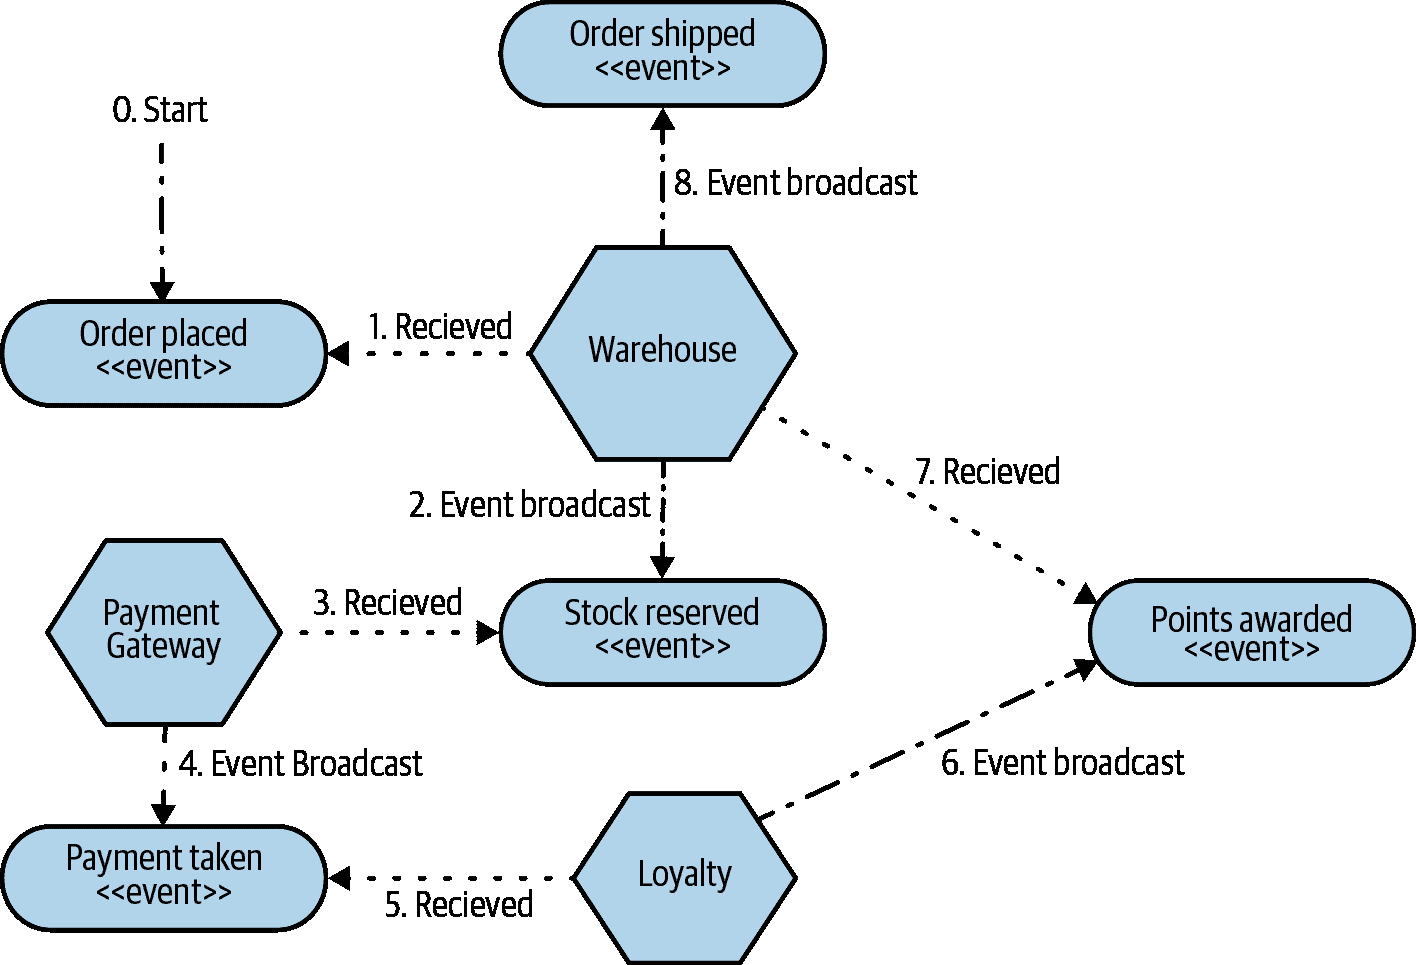 Order shipped
<<event>>
0. Start
8. Event broadcast
Order placed
<<event>>
1. Recieved
Warehouse
7. Recieved
2. Event broadcast
Payment
Gateway
3. Recieved
Stock reserved
<<event>>
Points awarded
<<event>>
4. Event Broadcast
6. Event broadcast
Payment taken
<<event>>
5. Recieved
Loyalty